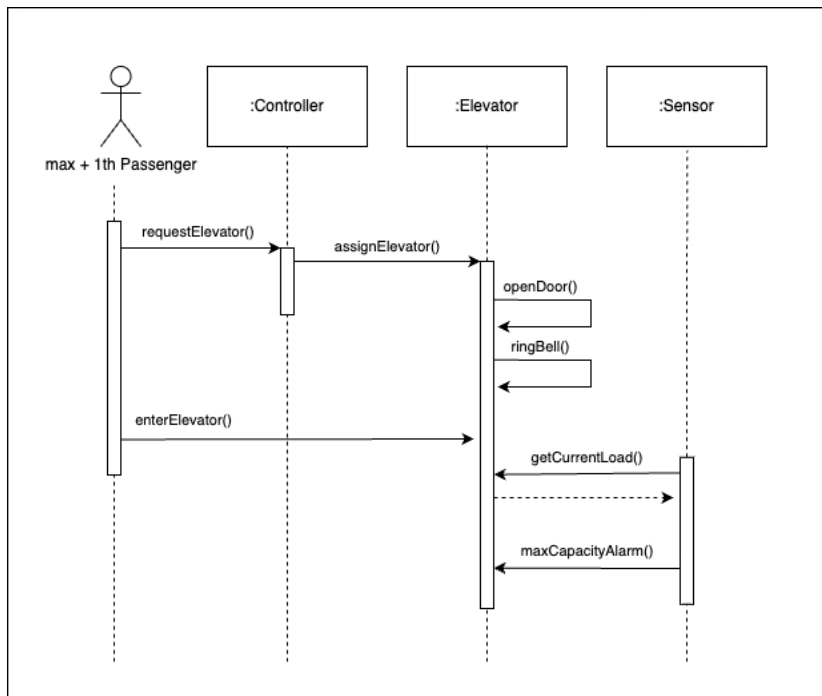 :Controller
:Elevator
:Sensor
max + 1th Passenger
requestElevator()
assignElevator()
openDoor()
ringBell()
enterElevator()
getCurrentLoad()
maxCapacityAlarm()